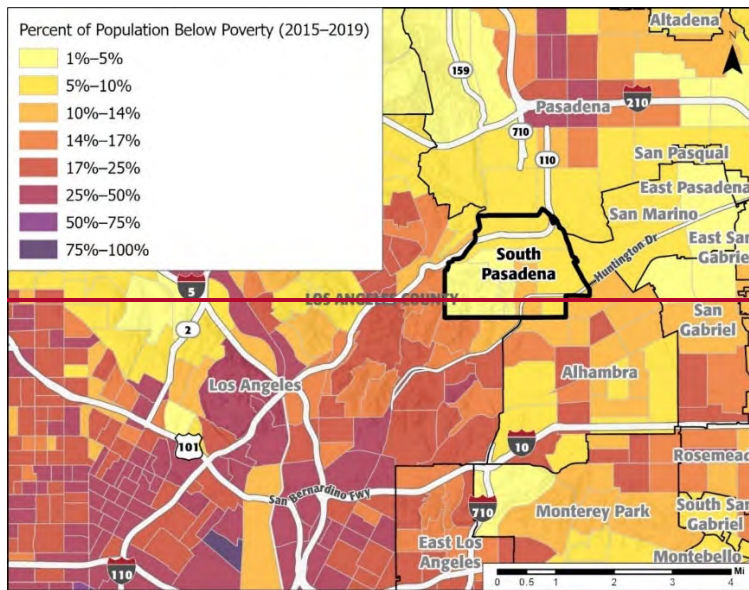 Percent of Population Below Poverty (2015–2019)
1%–5%
5%–10%
10%–14%
14%–17%
17%–25%
25%–50%
50%–75%
75%–100%
Altadena
N
159
Pasadena
210
710
110
San Pasqual
East Pasadena
San Marino
South
Pasadena
Huntington Dr
East San
Gabriel
5
LOS ANGELES COUNTY
2
San
Gabriel
Los Angeles
Alhambra
101
10
Rosemead
San Bernardino Fwy
710
Monterey Park
South San
Gabriel
East Los
Angeles
Montebello
110
Mi
0 0.5 1 2 3 4